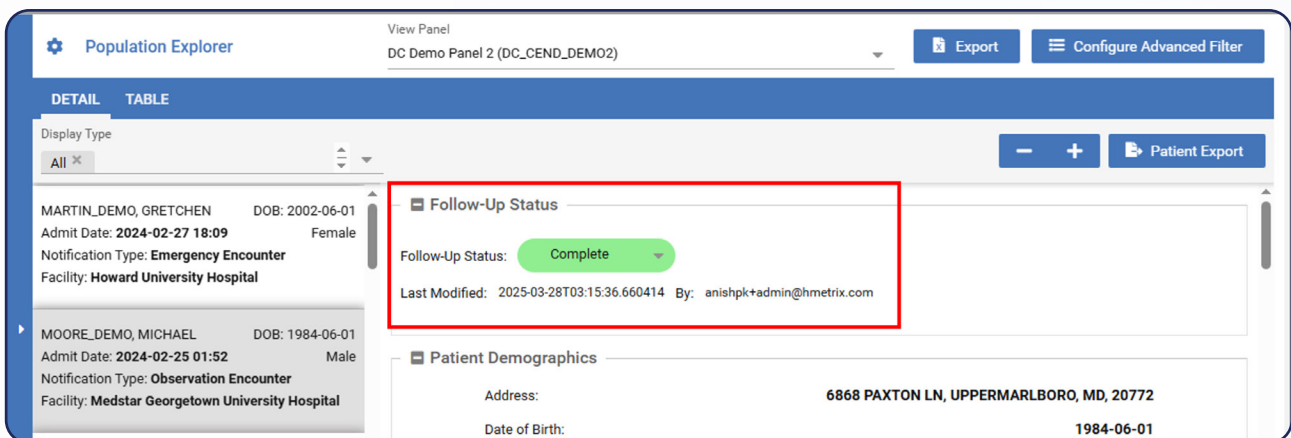 Population Explorer
View Panel
DC Demo Panel 2 (DC_CEND_DEMO2)
Export
Configure Advanced Filter
DETAIL TABLE
Display Type
All ×
Patient Export
MARTIN_DEMO, GRETCHEN DOB: 2002-06-01
Admit Date: 2024-02-27 18:09 Female
Notification Type: Emergency Encounter
Facility: Howard University Hospital
MOORE_DEMO, MICHAEL DOB: 1984-06-01
Admit Date: 2024-02-25 01:52 Male
Notification Type: Observation Encounter
Facility: Medstar Georgetown University Hospital
Follow-Up Status
Follow-Up Status: Complete
Last Modified: 2025-03-28T03:15:36.660414 By: anishpk+admin@hmetrix.com
Patient Demographics
Address: 6868 PAXTON LN, UPPERMARLBORO, MD, 20772
Date of Birth: 1984-06-01